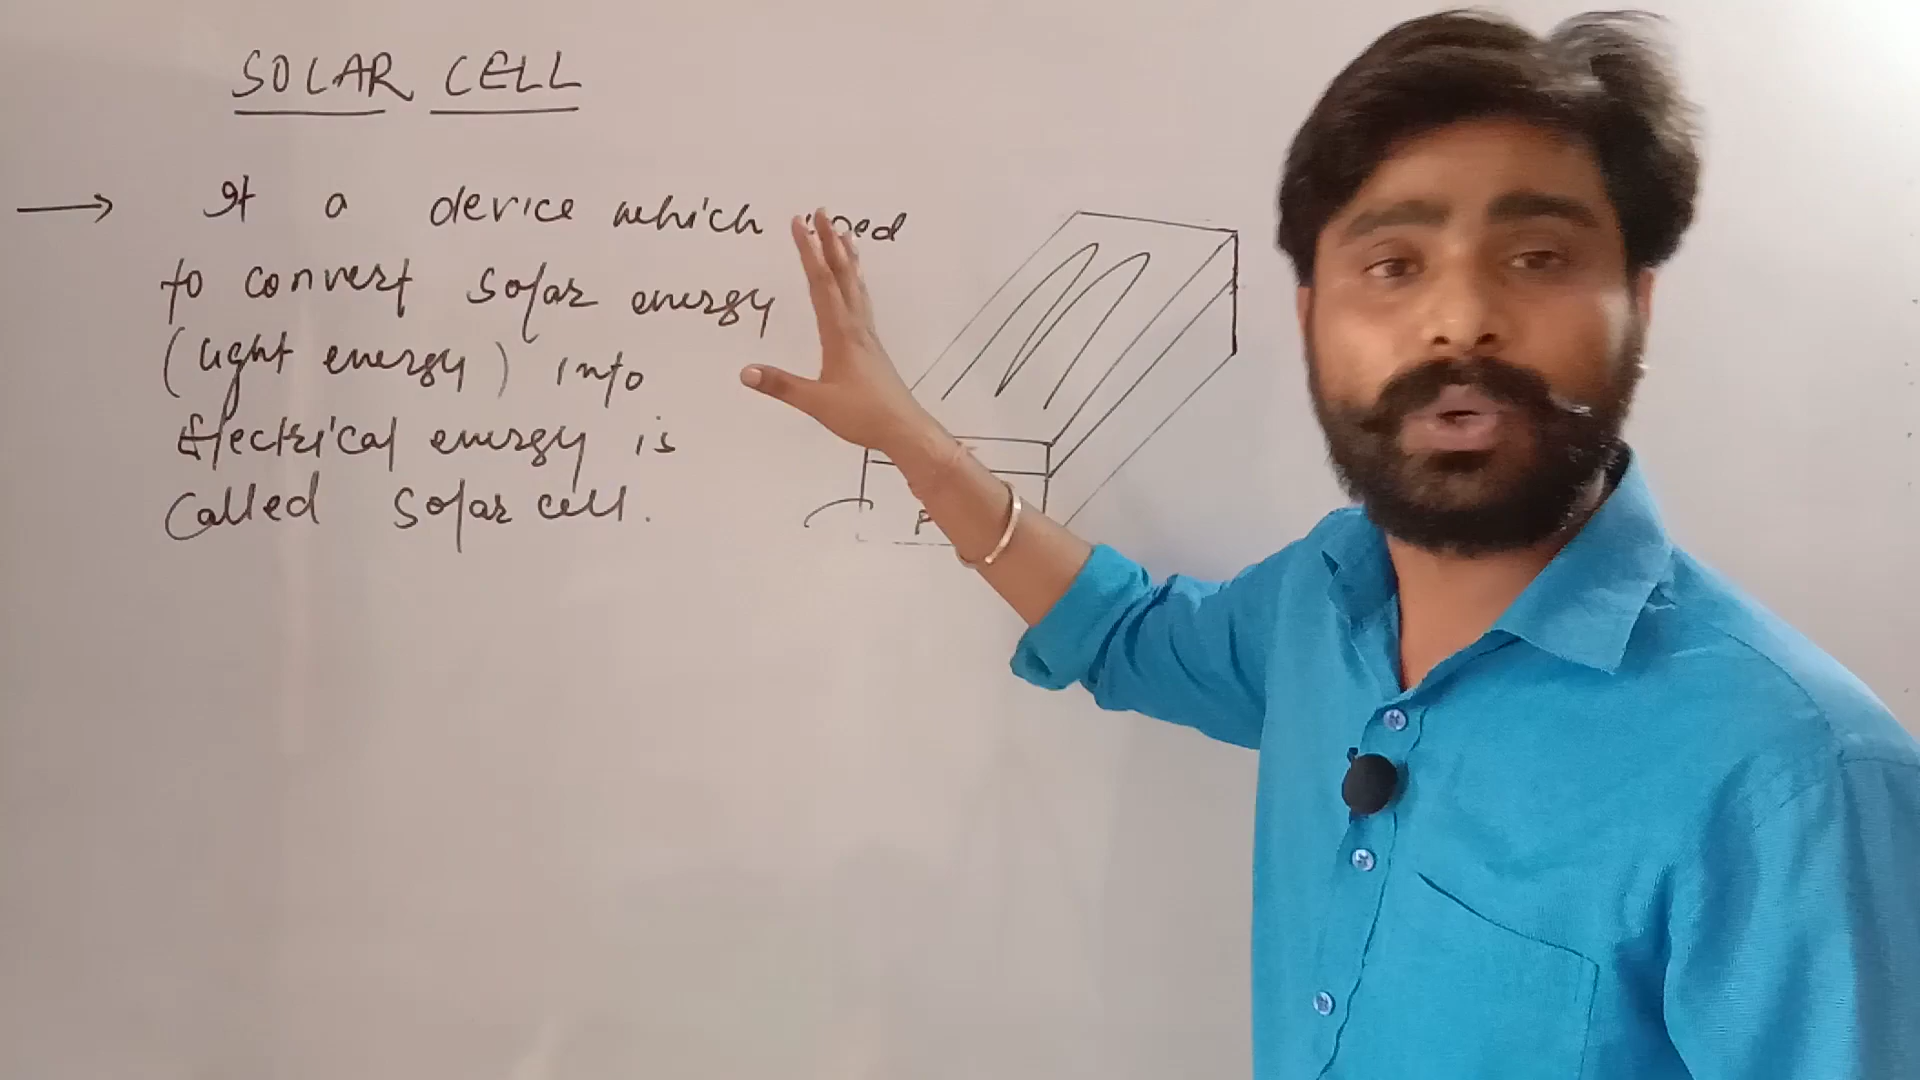 SOLAR CELL
It a device which used
to convert solar energy
(light energy) into
Electrical energy is
called solar cell.
P